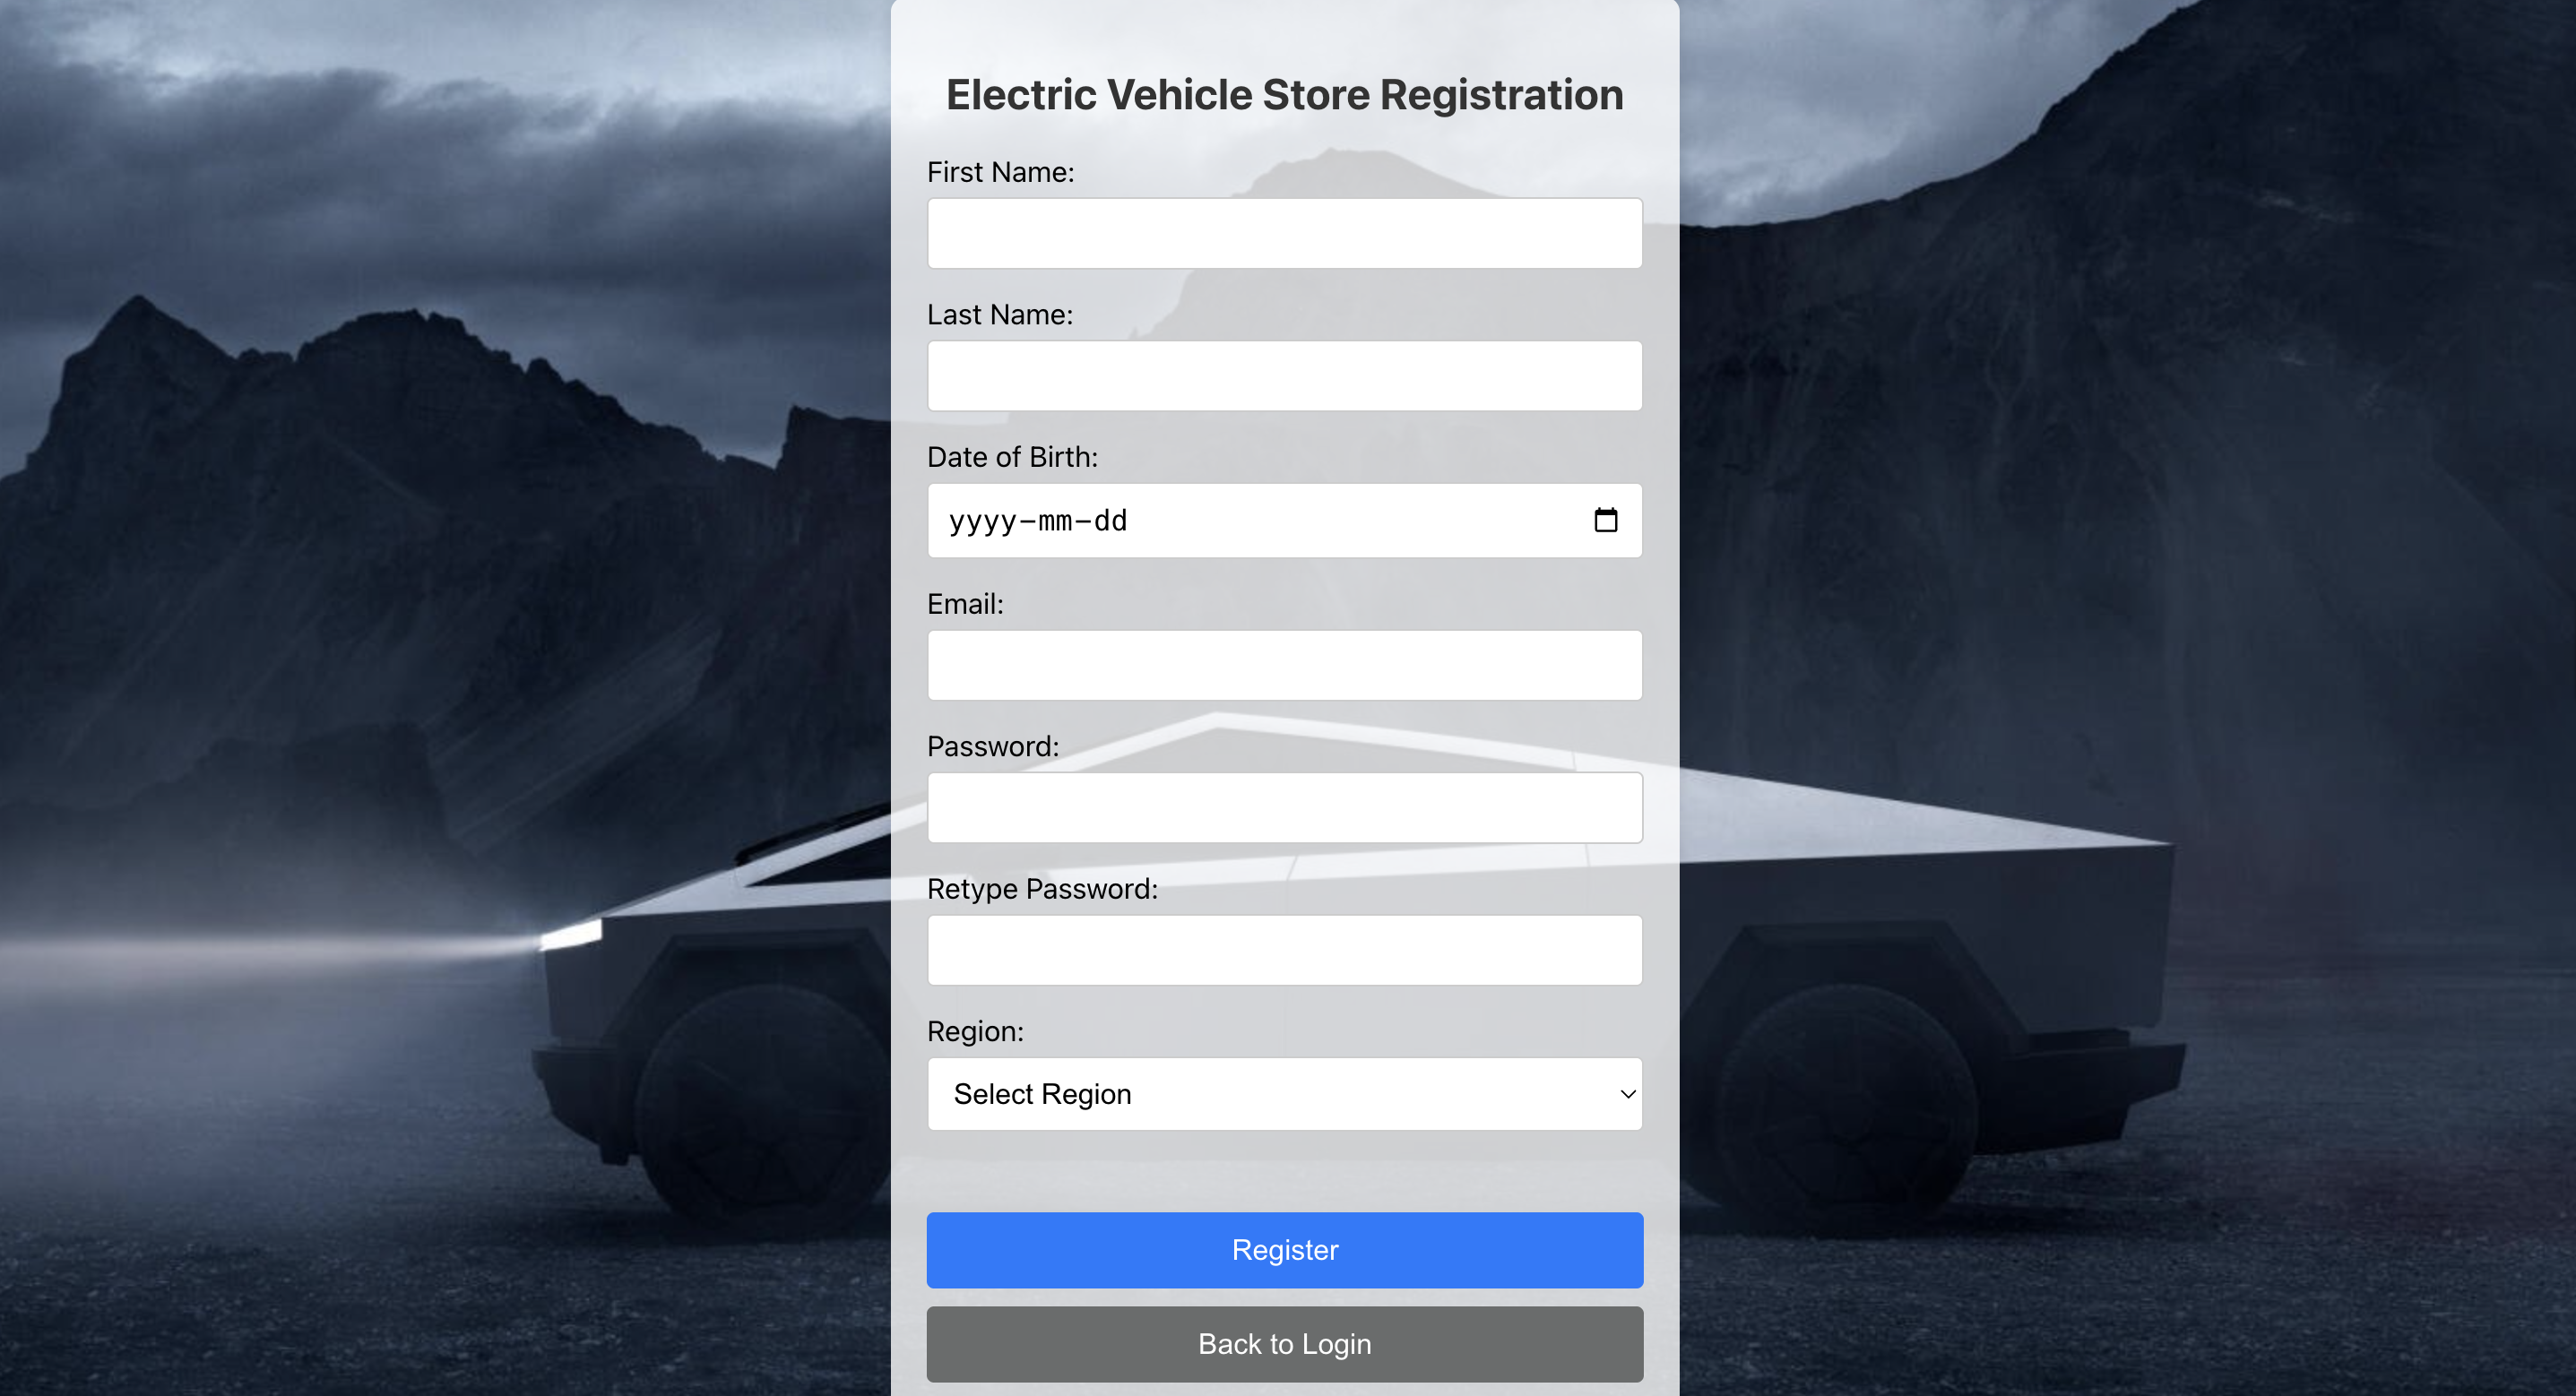 Electric Vehicle Store Registration
First Name:
Last Name:
Date of Birth:
yyyy-mm-dd
Email:
Password:
Retype Password:
Region:
Select Region
Register
Back to Login